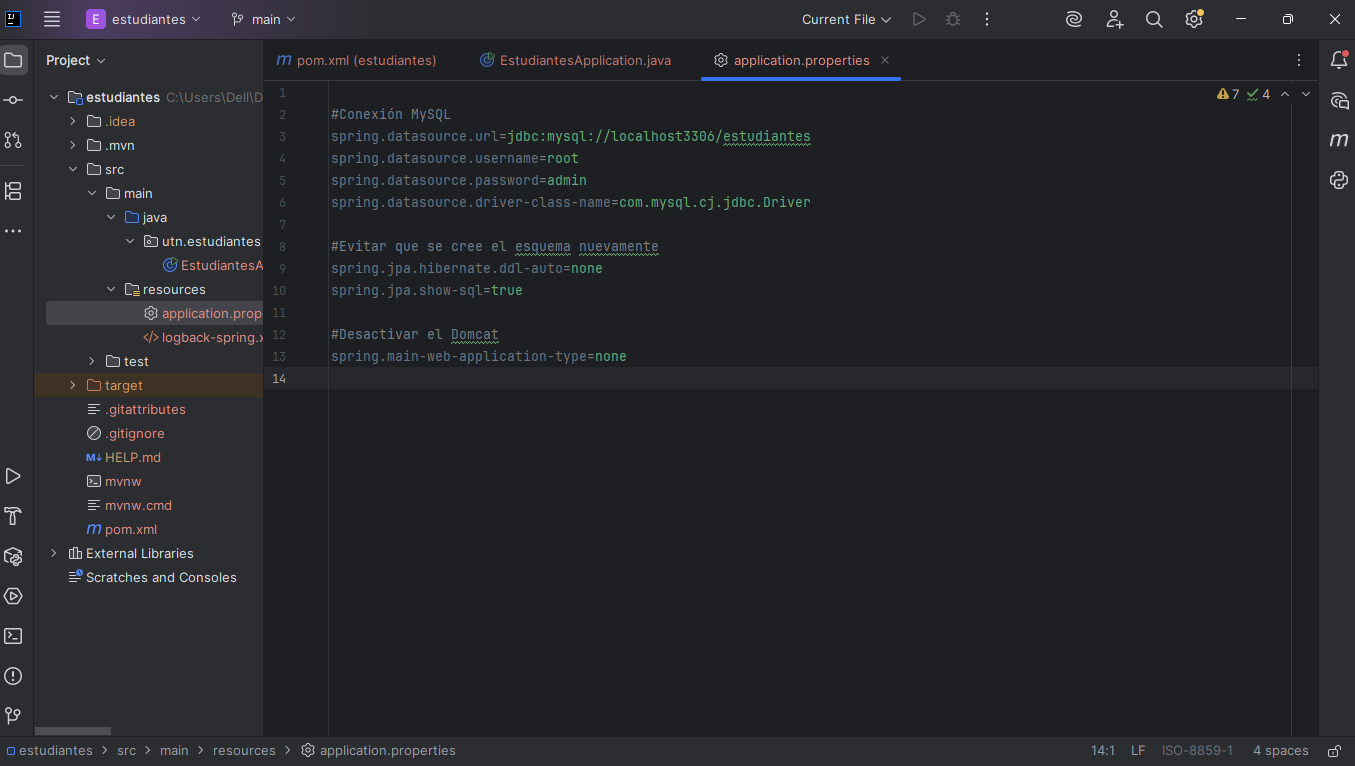 E estudiantes
main
Current File
Project
pom.xml (estudiantes)
EstudiantesApplication.java
application.properties
estudiantes C:\Users\Dell\D
.idea
.mvn
src
main
java
utn.estudiantes
EstudiantesA
resources
application.prop
logback-spring.x
test
target
.gitattributes
.gitignore
M↓ HELP.md
mvnw
mvnw.cmd
m pom.xml
External Libraries
Scratches and Consoles
7 4
1
2 #Conexión MySQL
3 spring.datasource.url=jdbc:mysql://localhost3306/estudiantes
4 spring.datasource.username=root
5 spring.datasource.password=admin
6 spring.datasource.driver-class-name=com.mysql.cj.jdbc.Driver
7
8 #Evitar que se cree el esquema nuevamente
9 spring.jpa.hibernate.ddl-auto=none
10 spring.jpa.show-sql=true
11
12 #Desactivar el Domcat
13 spring.main-web-application-type=none
14
estudiantes > src > main > resources > application.properties
14:1 LF ISO-8859-1 4 spaces